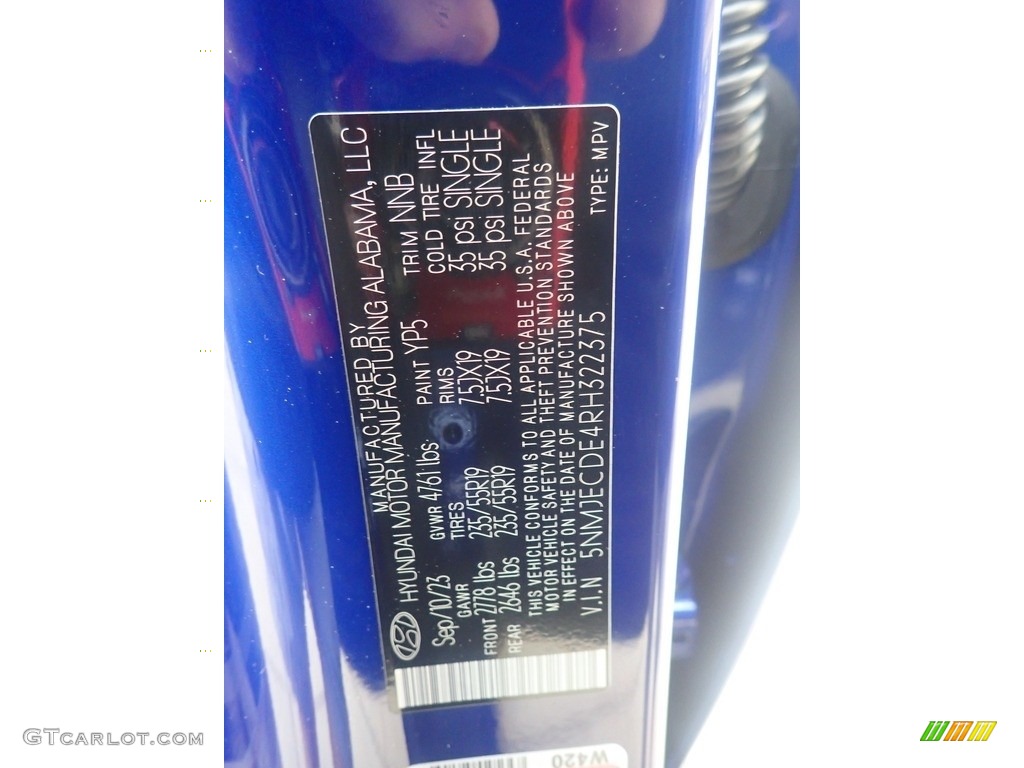 MANUFACTURED BY
HYUNDAI MOTOR MANUFACTURING ALABAMA, LLC
Sep/10/23 GVWR 4761 lbs PAINT YP5 TRIM NNB
GAWR TIRES RIMS COLD TIRE INFL
FRONT 2778 lbs 235/55R19 7.5JX19 35 psi SINGLE
REAR 2646 lbs 235/55R19 7.5JX19 35 psi SINGLE
THIS VEHICLE CONFORMS TO ALL APPLICABLE U.S.A. FEDERAL
MOTOR VEHICLE SAFETY AND THEFT PREVENTION STANDARDS
IN EFFECT ON THE DATE OF MANUFACTURE SHOWN ABOVE
V.I.N 5NMJECDE4RH322375 TYPE: MPV
W420
GTCARLOT.COM